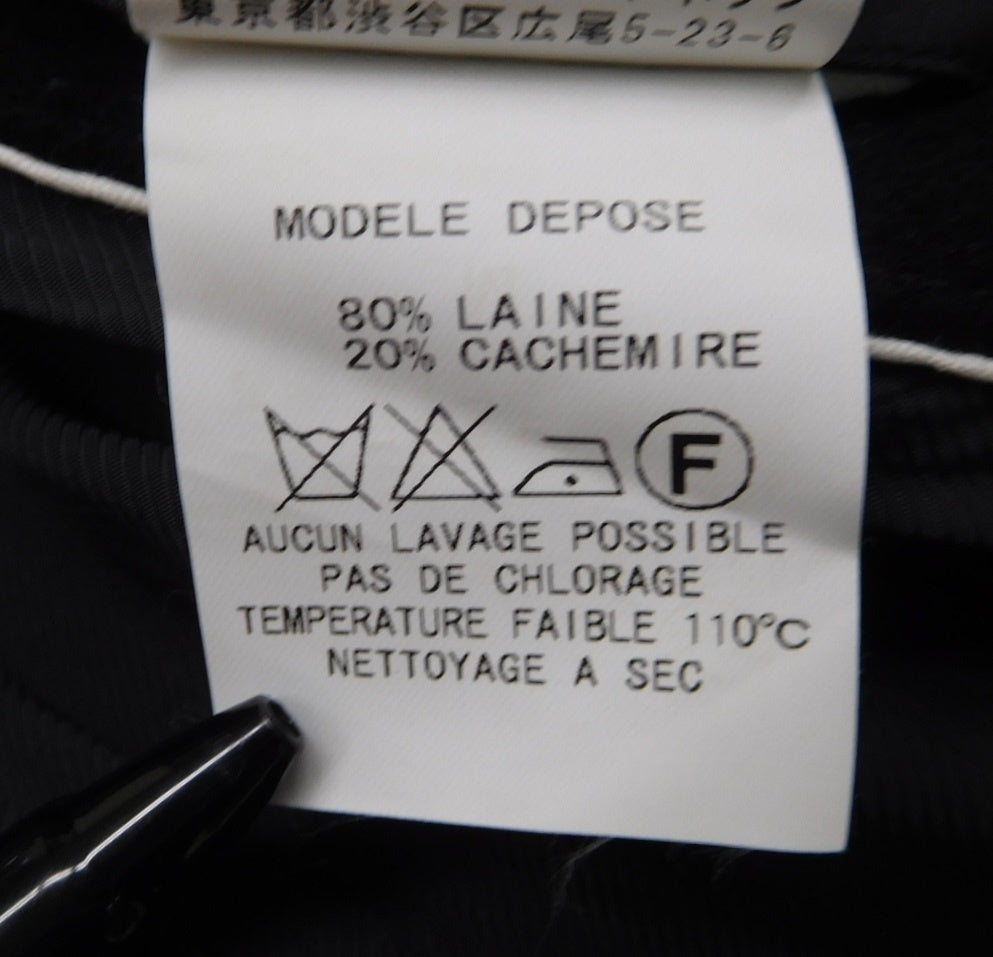 東京都渋谷区広尾5-23-6
MODELE DEPOSE
80% LAINE
20% CACHEMIRE
F
AUCUN LAVAGE POSSIBLE
PAS DE CHLORAGE
TEMPERATURE FAIBLE 110°C
NETTOYAGE A SEC